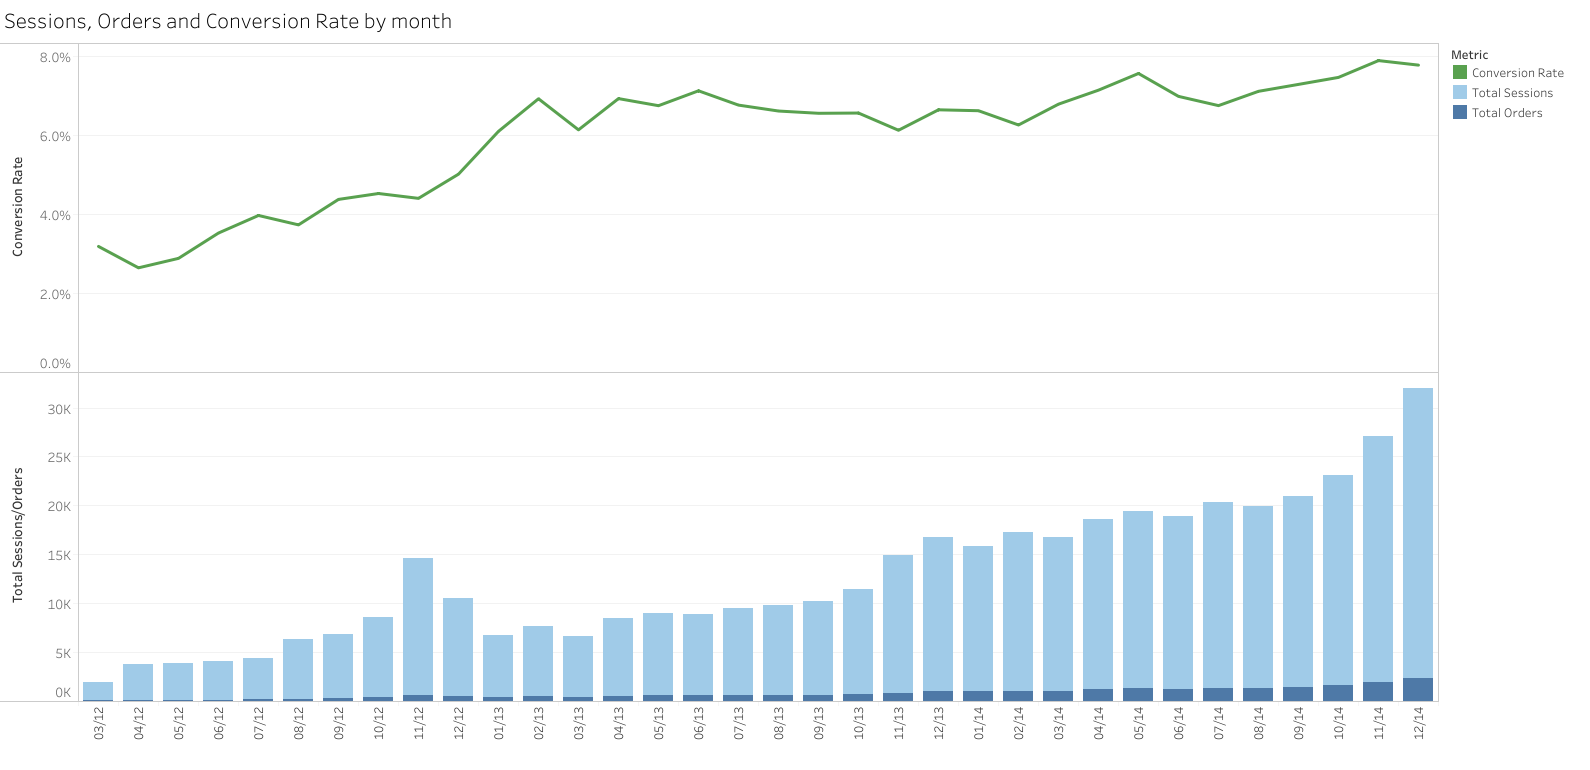 Sessions, Orders and Conversion Rate by month
Metric
Conversion Rate
Total Sessions
Total Orders
Conversion Rate
8.0%
6.0%
4.0%
2.0%
0.0%
Total Sessions/Orders
30K
25K
20K
15K
10K
5K
0K
03/12 04/12 05/12 06/12 07/12 08/12 09/12 10/12 11/12 12/12 01/13 02/13 03/13 04/13 05/13 06/13 07/13 08/13 09/13 10/13 11/13 12/13 01/14 02/14 03/14 04/14 05/14 06/14 07/14 08/14 09/14 10/14 11/14 12/14